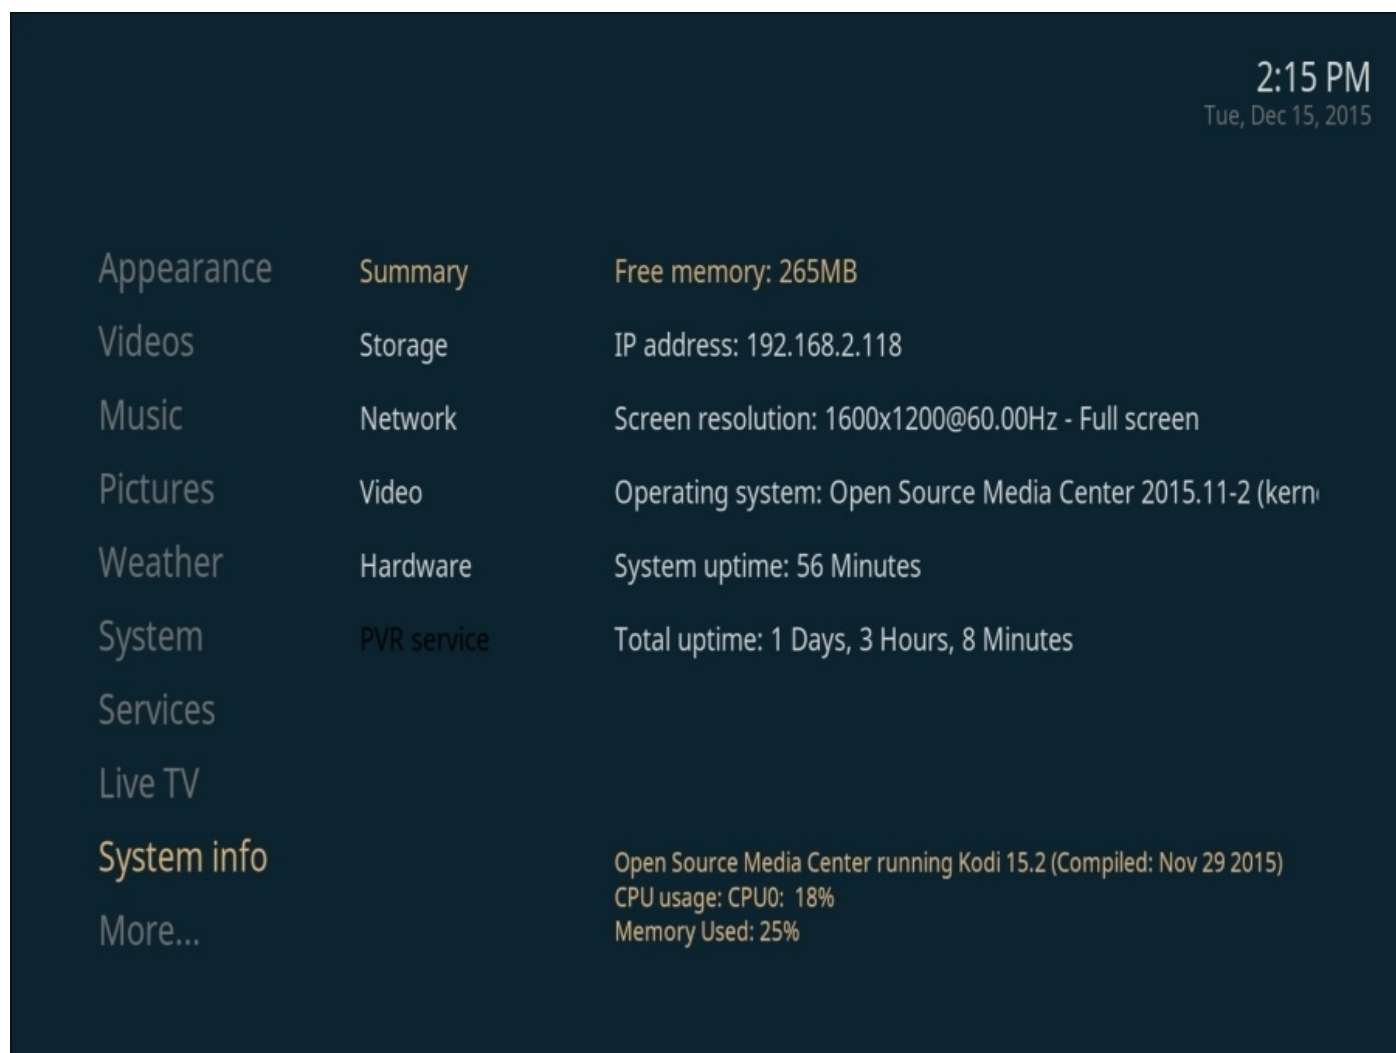 2:15 PM
Tue, Dec 15, 2015
Appearance
Videos
Music
Pictures
Weather
System
Services
Live TV
System info
More...
Summary
Storage
Network
Video
Hardware
PVR service
Free memory: 265MB
IP address: 192.168.2.118
Screen resolution: 1600x1200@60.00Hz - Full screen
Operating system: Open Source Media Center 2015.11-2 (kern
System uptime: 56 Minutes
Total uptime: 1 Days, 3 Hours, 8 Minutes
Open Source Media Center running Kodi 15.2 (Compiled: Nov 29 2015)
CPU usage: CPU0: 18%
Memory Used: 25%